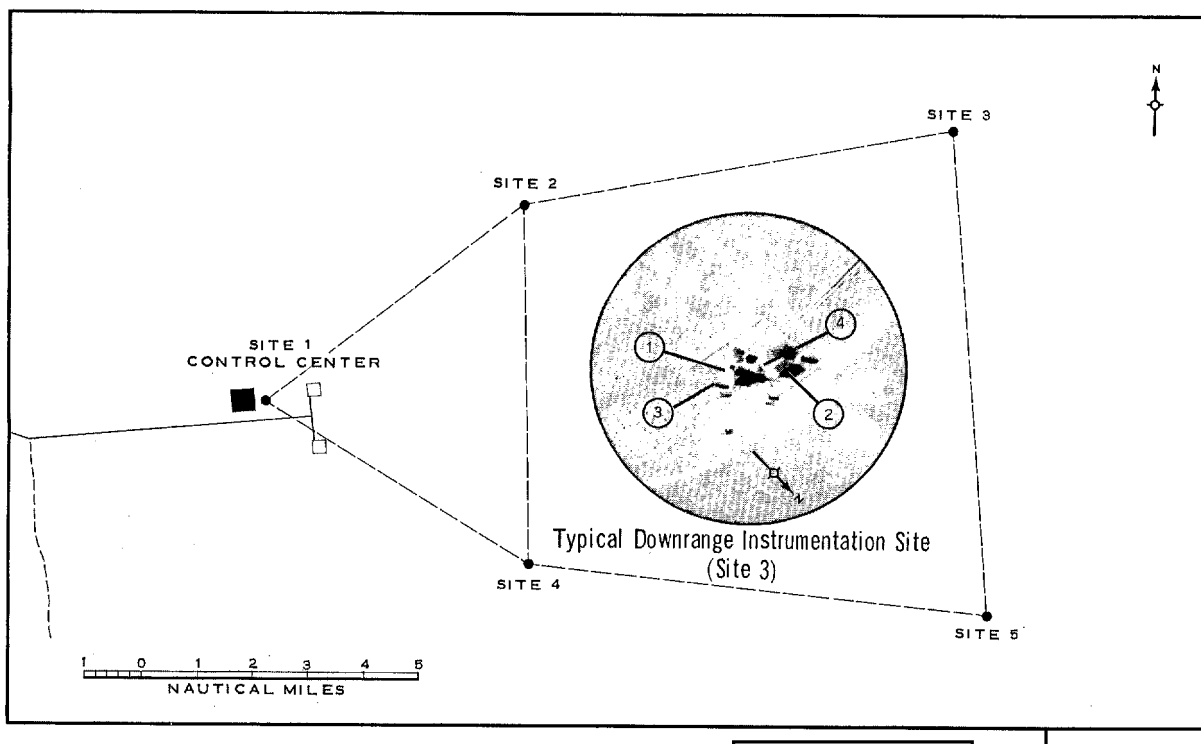 N
SITE 3
SITE 2
SITE 1
CONTROL CENTER
4
1
3
2
N
Typical Downrange Instrumentation Site
(Site 3)
SITE 4
SITE 5
1 0 1 2 3 4 5
NAUTICAL MILES